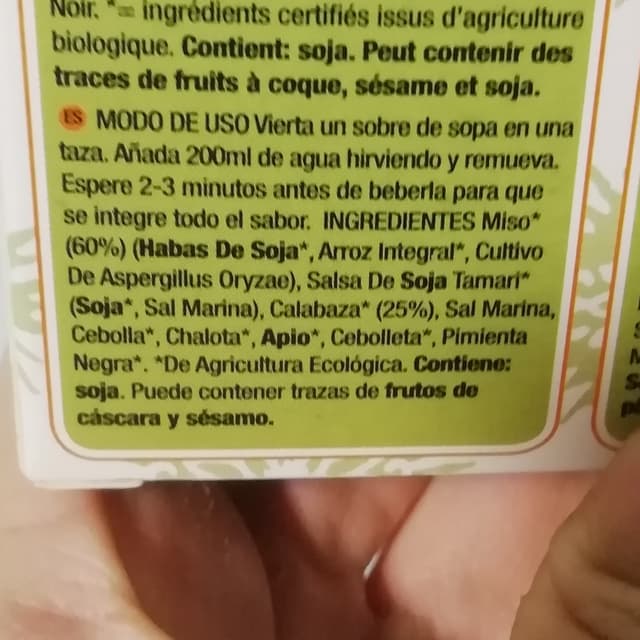 Noir. *= ingrédients certifiés issus d'agriculture
biologique. Contient: soja. Peut contenir des
traces de fruits à coque, sésame et soja.
ES MODO DE USO Vierta un sobre de sopa en una
taza. Añada 200ml de agua hirviendo y remueva.
Espere 2-3 minutos antes de beberla para que
se integre todo el sabor. INGREDIENTES Miso*
(60%) (Habas De Soja*, Arroz Integral*, Cultivo
De Aspergillus Oryzae), Salsa De Soja Tamari*
(Soja*, Sal Marina), Calabaza* (25%), Sal Marina,
Cebolla*, Chalota*, Apio*, Cebolleta*, Pimienta
Negra*. *De Agricultura Ecológica. Contiene:
soja. Puede contener trazas de frutos de
cáscara y sésamo.